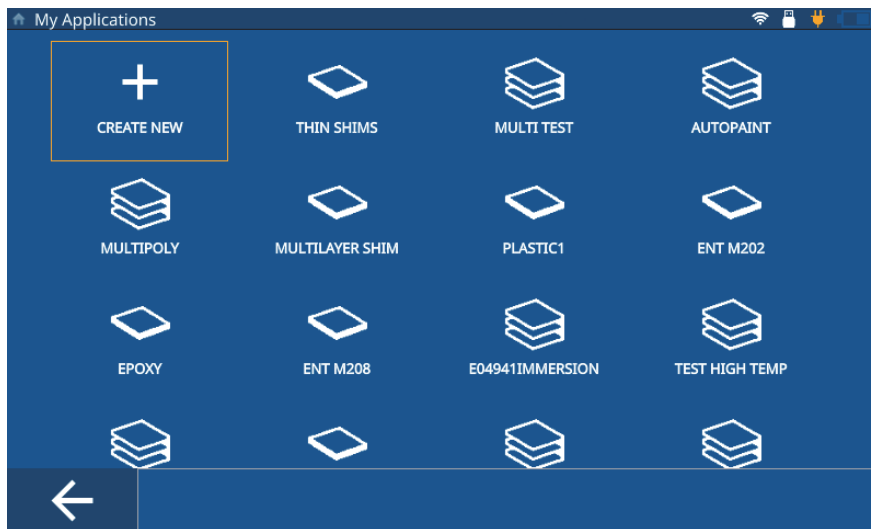 My Applications
CREATE NEW
THIN SHIMS
MULTI TEST
AUTOPAINT
MULTIPOLY
MULTILAYER SHIM
PLASTIC1
ENT M202
EPOXY
ENT M208
E04941IMMERSION
TEST HIGH TEMP